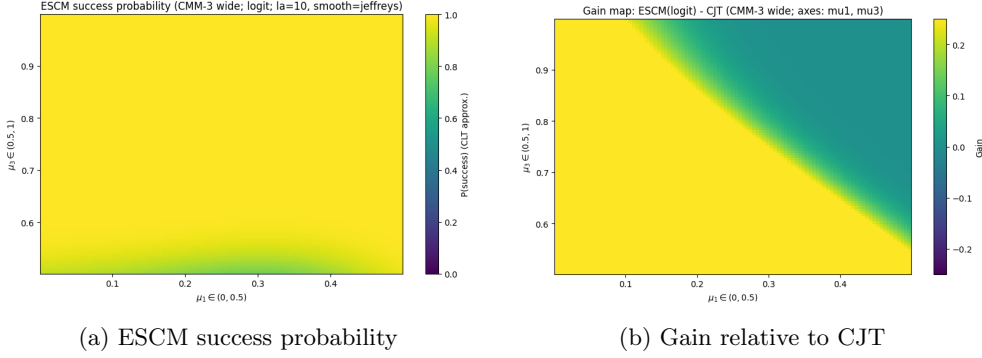 ESCM success probability (CMM-3 wide; logit; la=10, smooth=jeffreys)
1.0
0.8
0.6
0.4
0.2
0.0
P(success) (CLT approx.)
0.9
0.8
0.7
0.6
μ₃ ∈ (0.5, 1)
0.1
0.2
0.3
0.4
μ₁ ∈ (0, 0.5)
(a) ESCM success probability
Gain map: ESCM(logit) - CJT (CMM-3 wide; axes: mu1, mu3)
0.2
0.1
0.0
−0.1
−0.2
Gain
0.9
0.8
0.7
0.6
μ₃ ∈ (0.5, 1)
0.1
0.2
0.3
0.4
μ₁ ∈ (0, 0.5)
(b) Gain relative to CJT